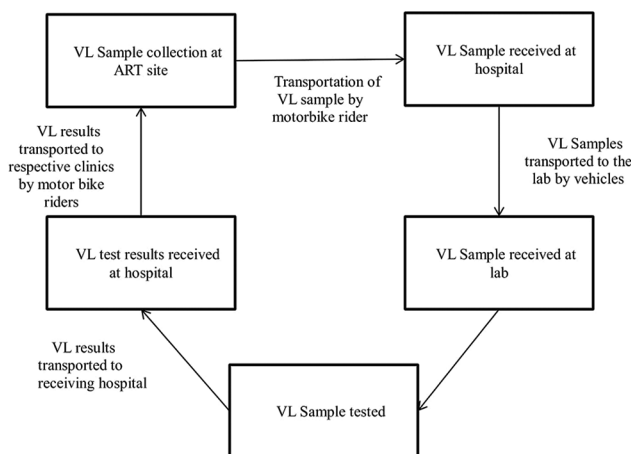 VL Sample collection at
ART site
Transportation of
VL sample by
motorbike rider
VL Sample received at
hospital
VL Samples
transported to the
lab by vehicles
VL Sample received at
lab
VL Sample tested
VL results
transported to
receiving hospital
VL test results received
at hospital
VL results
transported to
respective clinics
by motor bike
riders